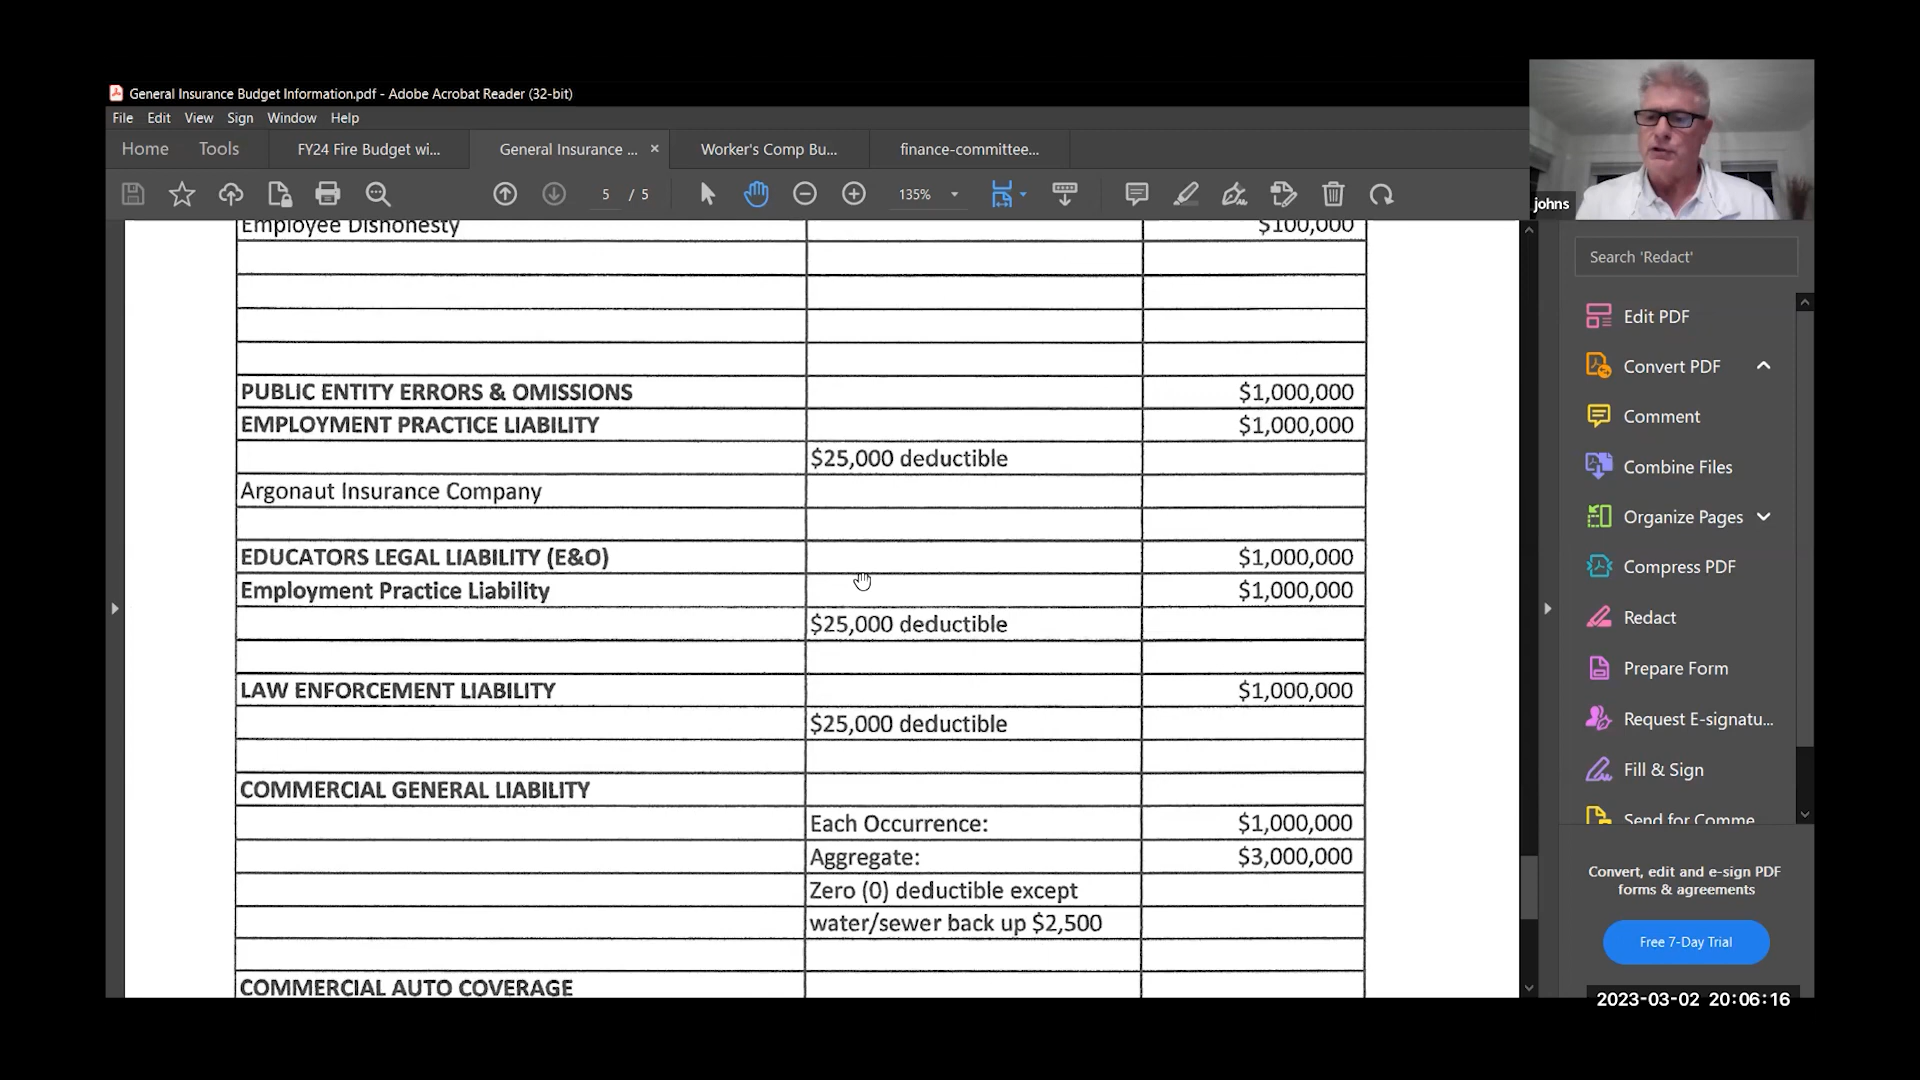 General Insurance Budget Information.pdf - Adobe Acrobat Reader (32-bit)
File Edit View Sign Window Help
Home Tools FY24 Fire Budget wi... General Insurance ... × Worker's Comp Bu... finance-committee...
5 / 5 135%
johns
Search 'Redact'
Employee Dishonesty $100,000
PUBLIC ENTITY ERRORS & OMISSIONS $1,000,000
EMPLOYMENT PRACTICE LIABILITY $1,000,000
$25,000 deductible
Argonaut Insurance Company
EDUCATORS LEGAL LIABILITY (E&O) $1,000,000
Employment Practice Liability $1,000,000
$25,000 deductible
LAW ENFORCEMENT LIABILITY $1,000,000
$25,000 deductible
COMMERCIAL GENERAL LIABILITY
Each Occurrence: $1,000,000
Aggregate: $3,000,000
Zero (0) deductible except
water/sewer back up $2,500
COMMERCIAL AUTO COVERAGE
Edit PDF
Convert PDF
Comment
Combine Files
Organize Pages
Compress PDF
Redact
Prepare Form
Request E-signatu...
Fill & Sign
Send for Comme
Convert, edit and e-sign PDF
forms & agreements
Free 7-Day Trial
2023-03-02 20:06:16